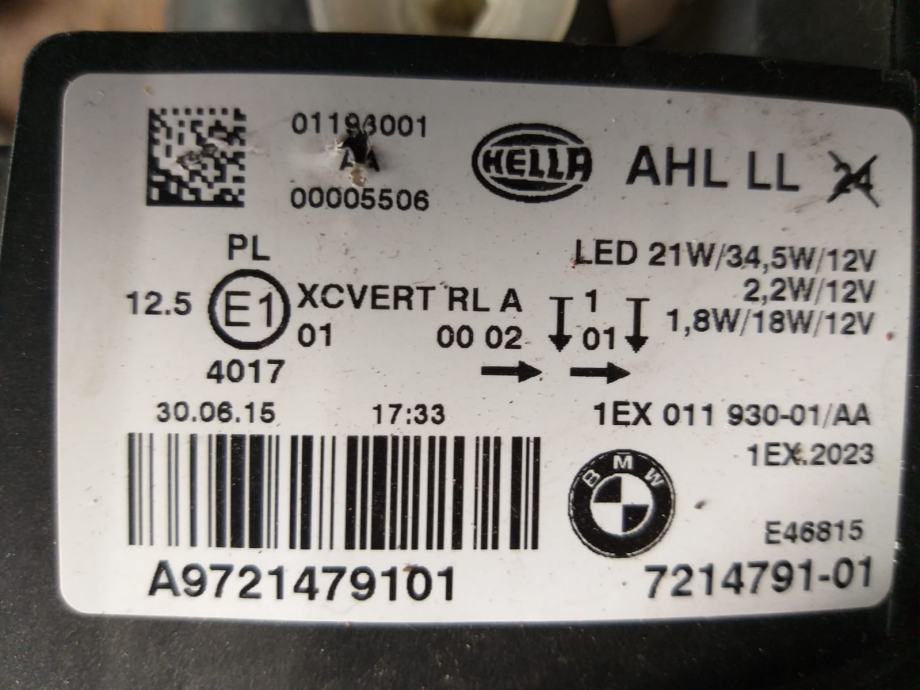 01193001
AA
00005506
HELLA
AHL LL 24
PL
12.5 E1 XCVERT RL A 1
01 00 02 01
4017
LED 21W/34,5W/12V
2,2W/12V
1,8W/18W/12V
30.06.15 17:33
1EX 011 930-01/AA
1EX.2023
BMW
E46815
A9721479101
7214791-01